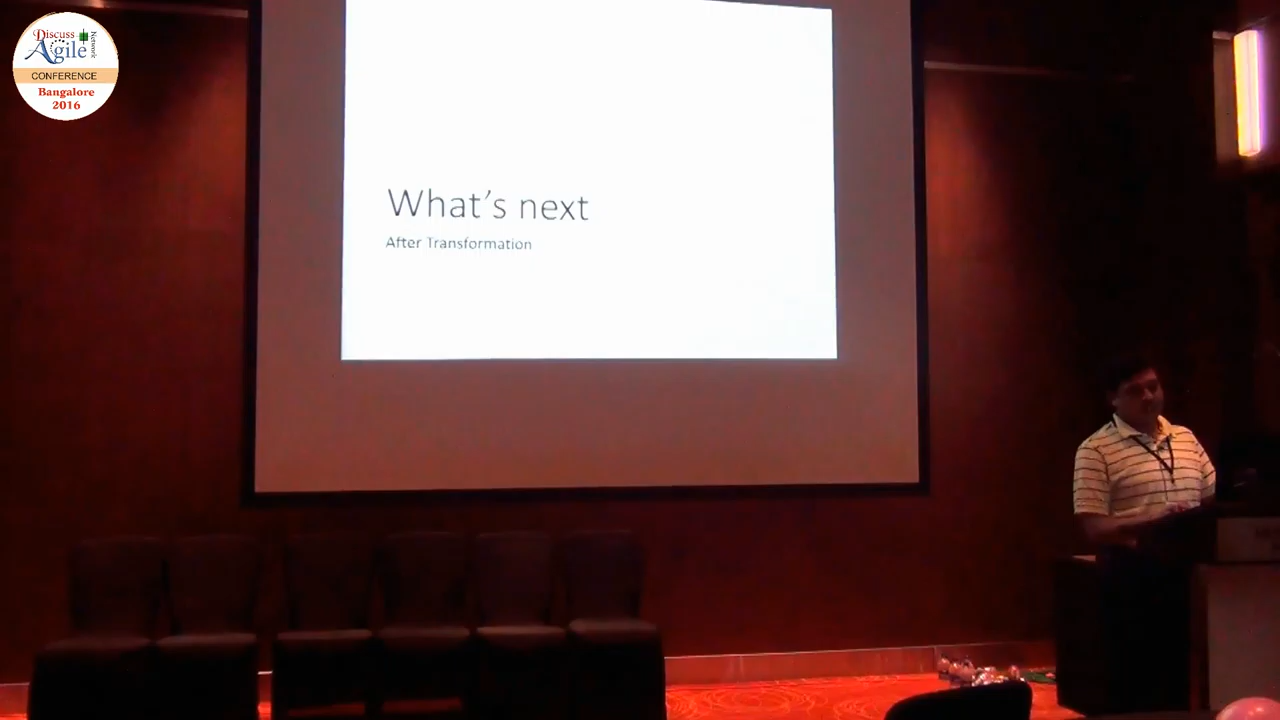 Discuss
Agile
Network
CONFERENCE
Bangalore
2016
What's next
After Transformation